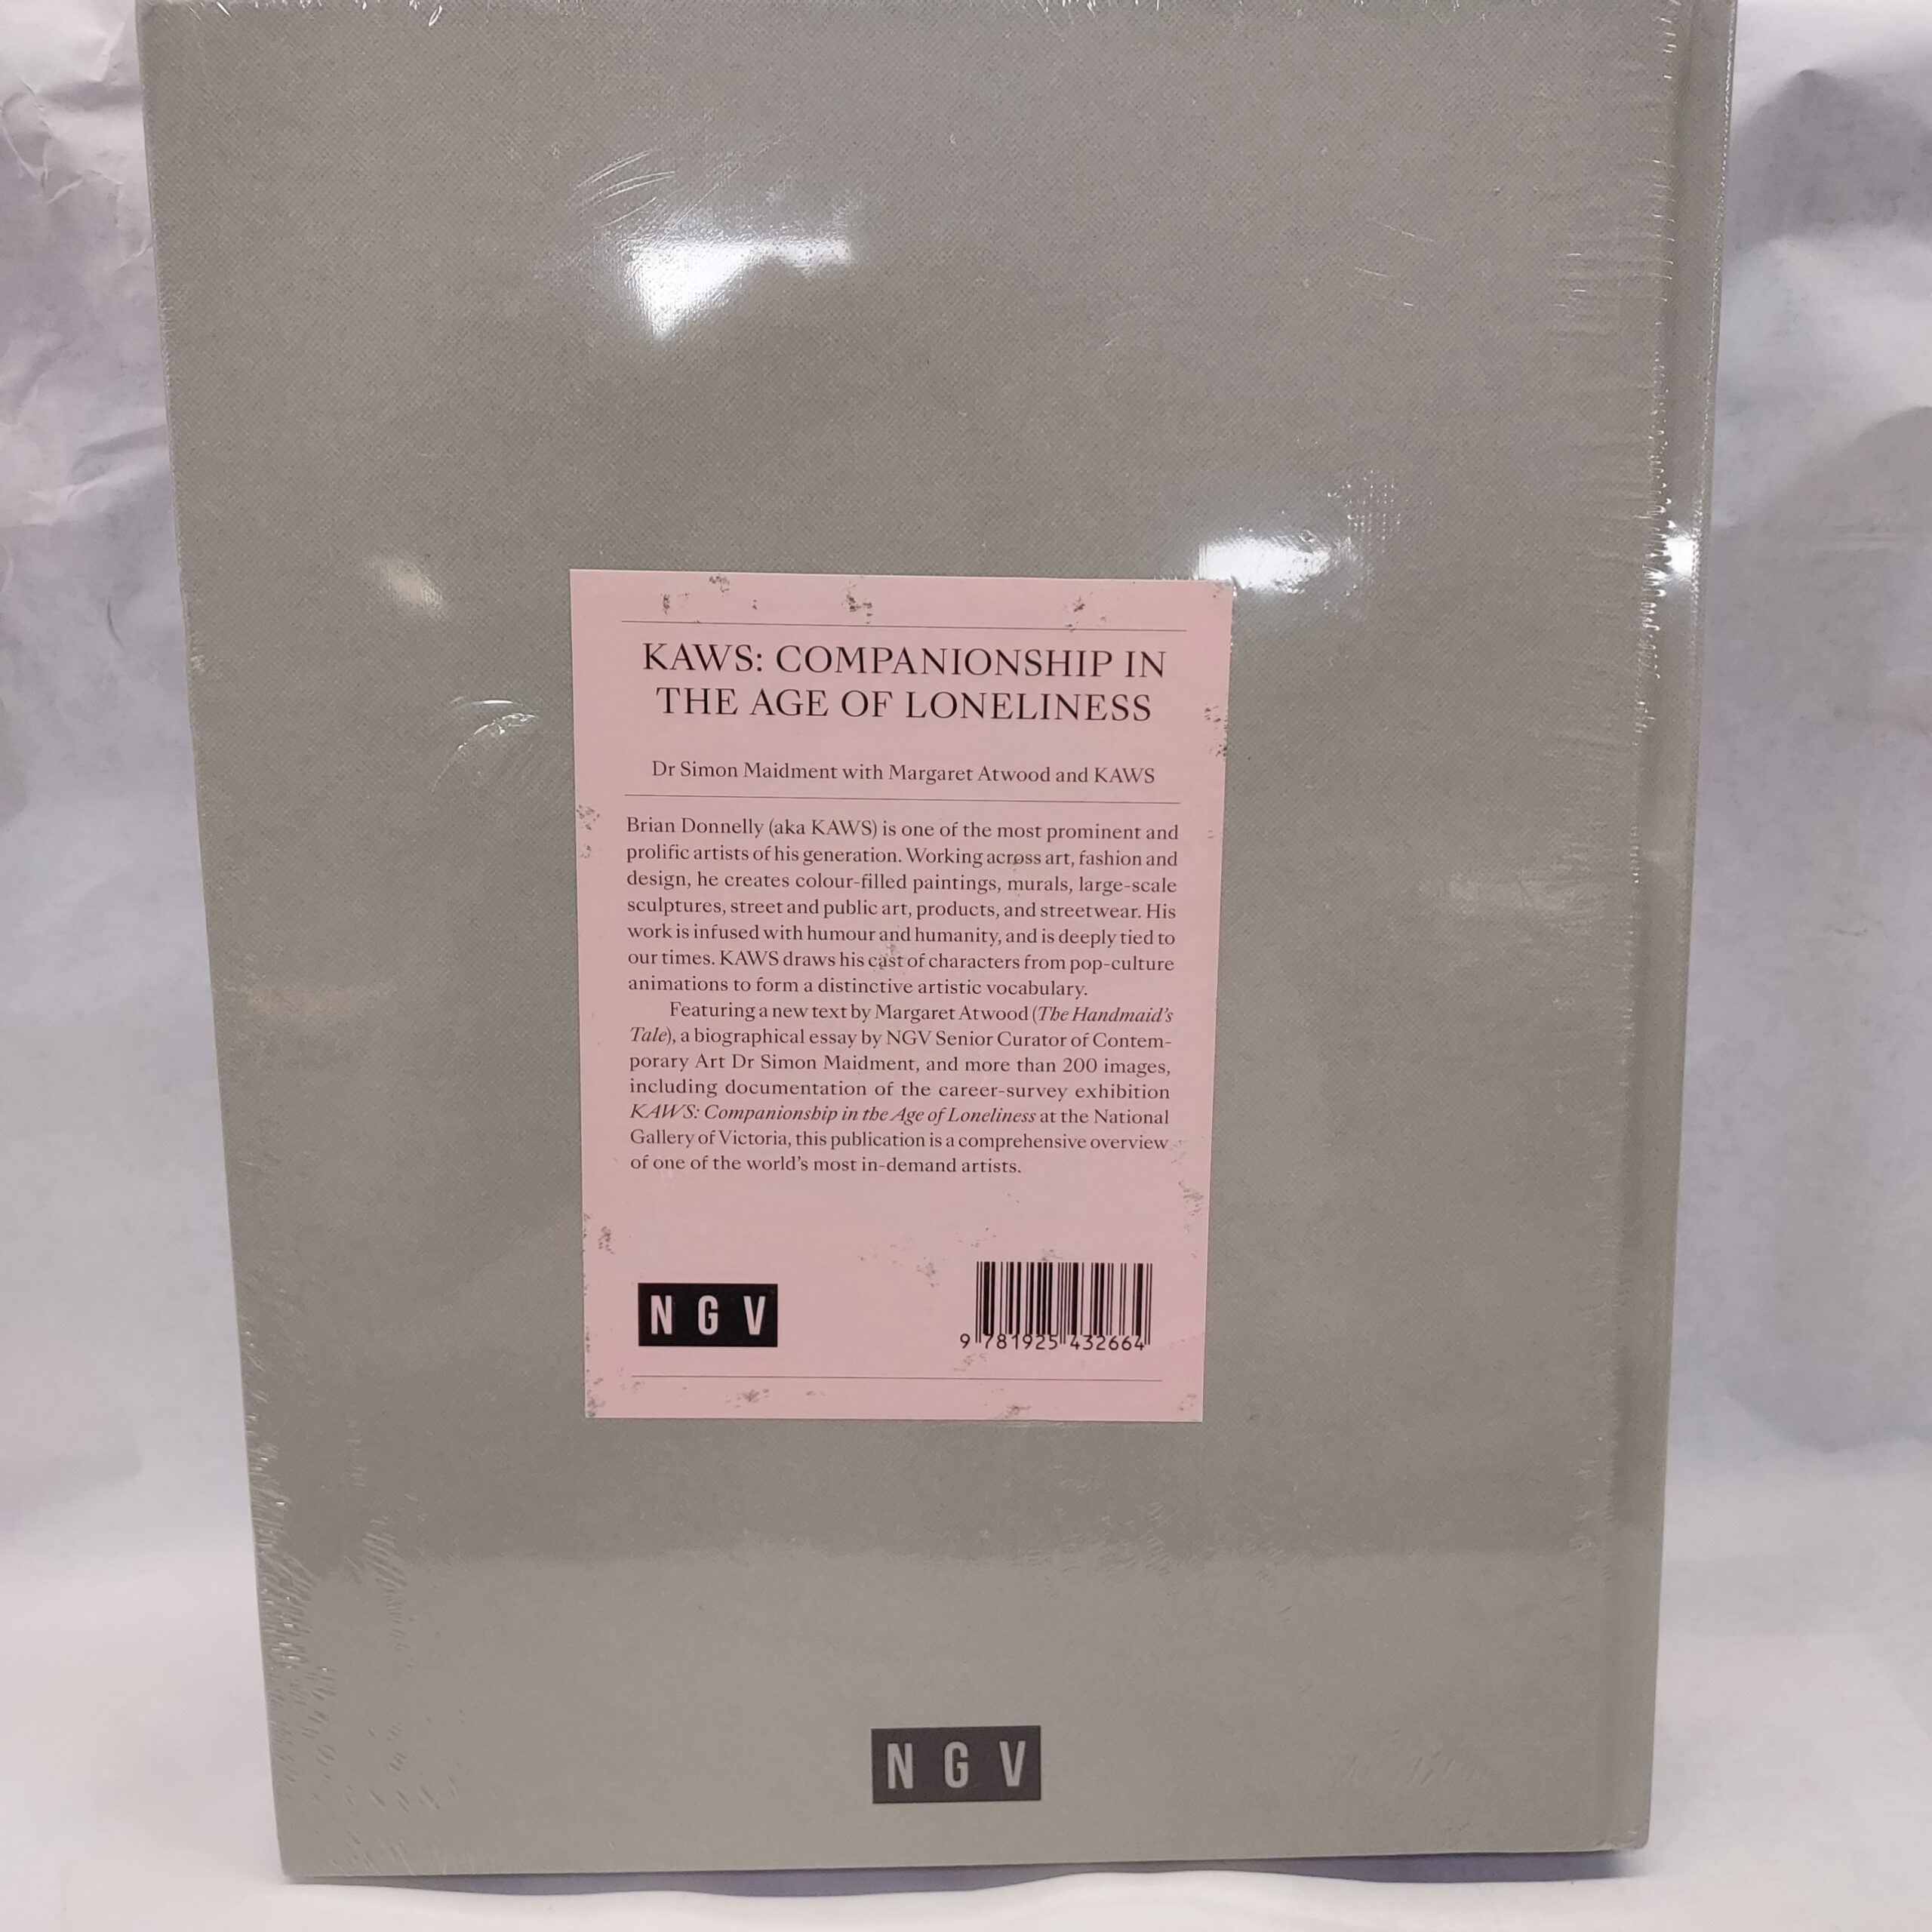 KAWS: COMPANIONSHIP IN
THE AGE OF LONELINESS
Dr Simon Maidment with Margaret Atwood and KAWS
Brian Donnelly (aka KAWS) is one of the most prominent and
prolific artists of his generation. Working across art, fashion and
design, he creates colour-filled paintings, murals, large-scale
sculptures, street and public art, products, and streetwear. His
work is infused with humour and humanity, and is deeply tied to
our times. KAWS draws his cast of characters from pop-culture
animations to form a distinctive artistic vocabulary.
Featuring a new text by Margaret Atwood (The Handmaid's
Tale), a biographical essay by NGV Senior Curator of Contem-
porary Art Dr Simon Maidment, and more than 200 images,
including documentation of the career-survey exhibition
KAWS: Companionship in the Age of Loneliness at the National
Gallery of Victoria, this publication is a comprehensive overview
of one of the world's most in-demand artists.
NGV
9 781925 432664
NGV